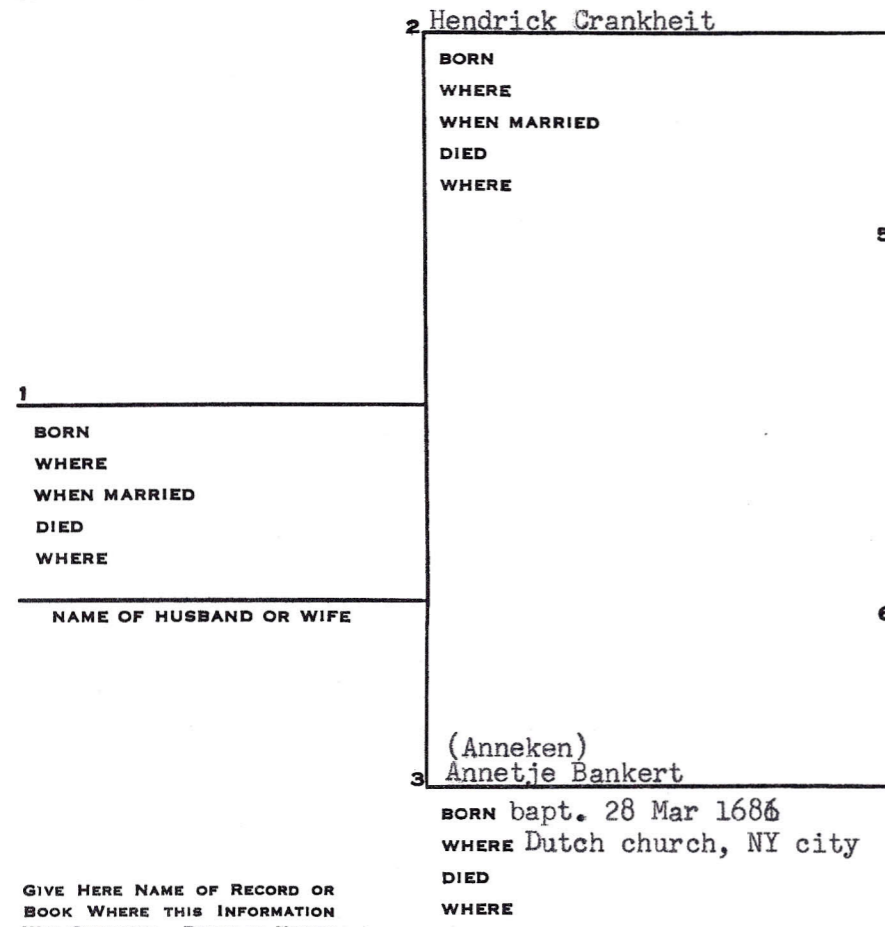 2 Hendrick Crankheit
BORN
WHERE
WHEN MARRIED
DIED
WHERE
5
1
BORN
WHERE
WHEN MARRIED
DIED
WHERE
NAME OF HUSBAND OR WIFE
6
(Anneken)
3 Annetje Bankert
BORN bapt. 28 Mar 1686
WHERE Dutch church, NY city
DIED
WHERE
GIVE HERE NAME OF RECORD OR
BOOK WHERE THIS INFORMATION